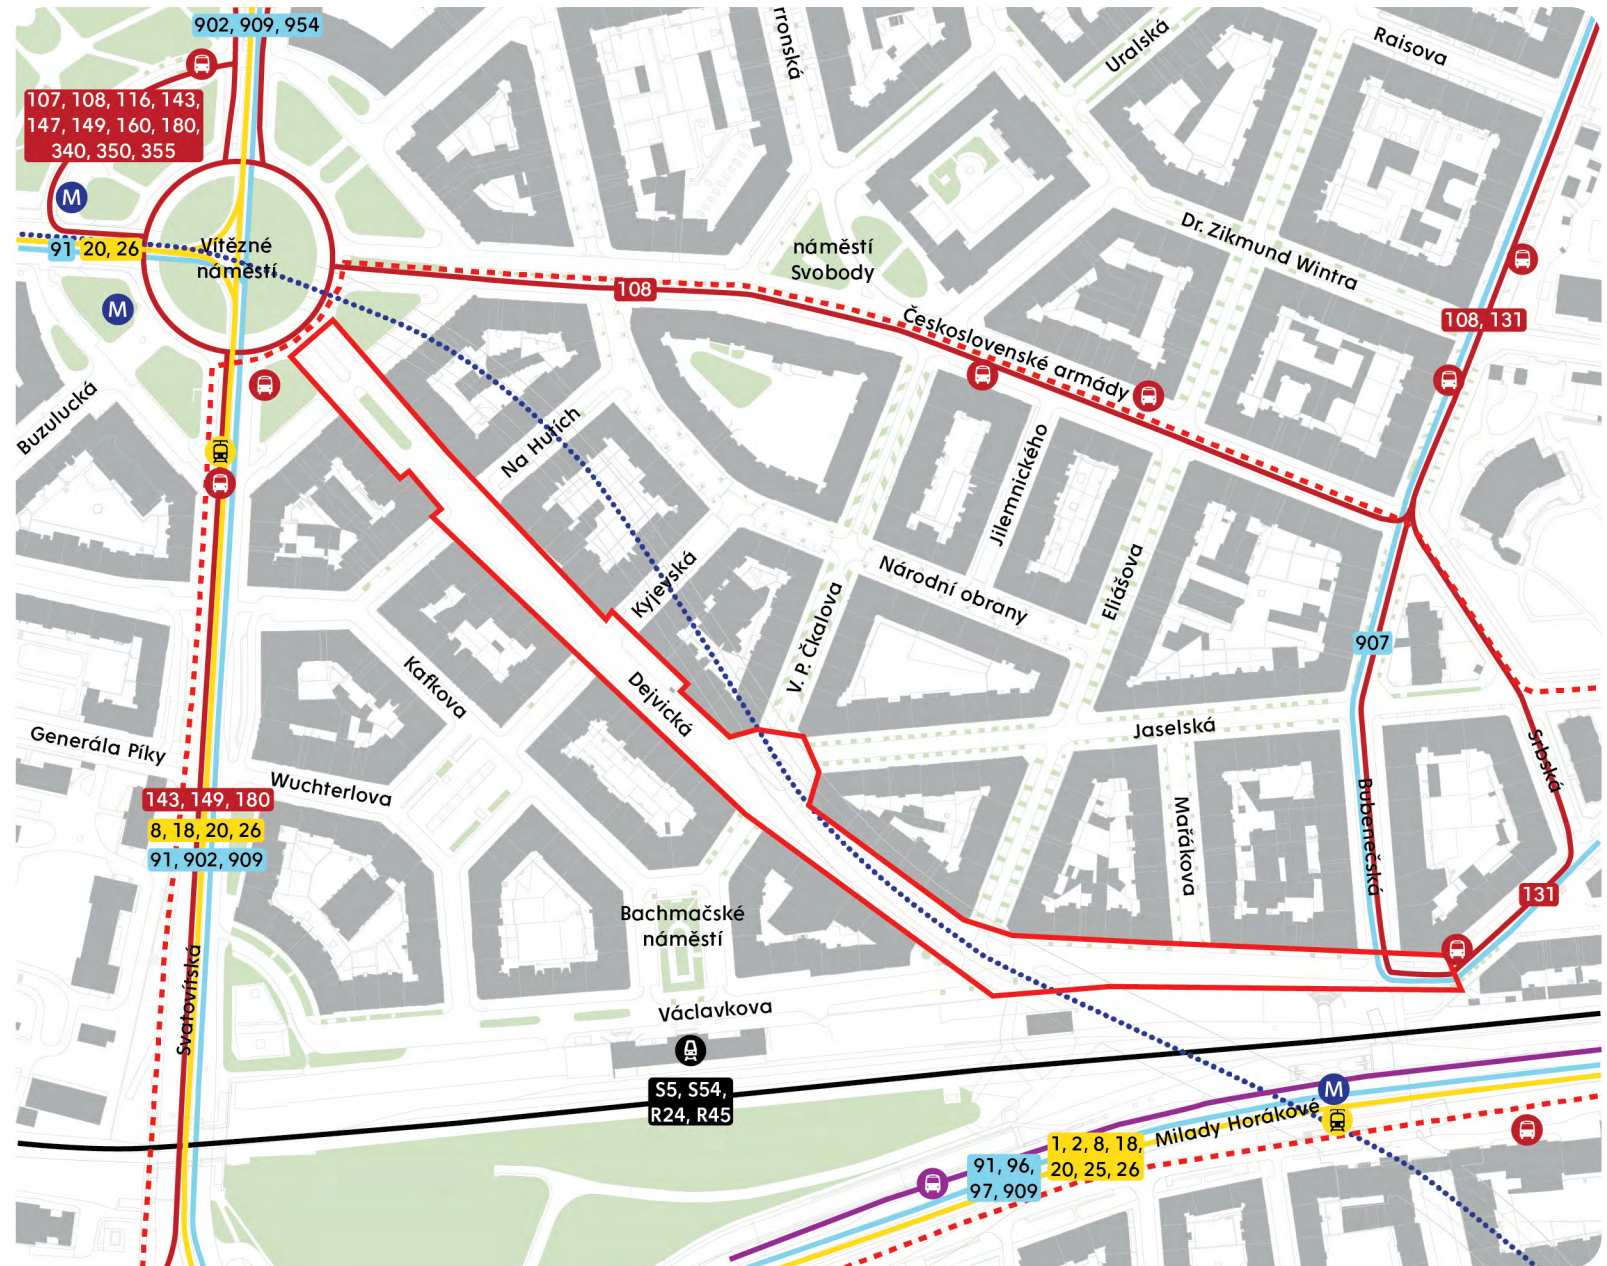 902, 909, 954
107, 108, 116, 143,
147, 149, 160, 180,
340, 350, 355
M
91
20, 26
Vítězné
náměstí
M
Buzulucká
rronská
Uralská
Raisova
náměstí
Svobody
Dr. Zikmund Wintra
108
Československé armády
108, 131
Na Hutích
Jilemnického
Kyjevská
Národní obrany
Eliášova
V. P. Čkalova
907
Kafkova
Dejvická
Jaselská
Generála Píky
Wuchterlova
Srbská
143, 149, 180
8, 18, 20, 26
91, 902, 909
Mařákova
Bubenečská
131
Bachmačské
náměstí
Svatovítská
Václavkova
S5, S54,
R24, R45
M
Milady Horákové
1, 2, 8, 18,
20, 25, 26
91, 96,
97, 909